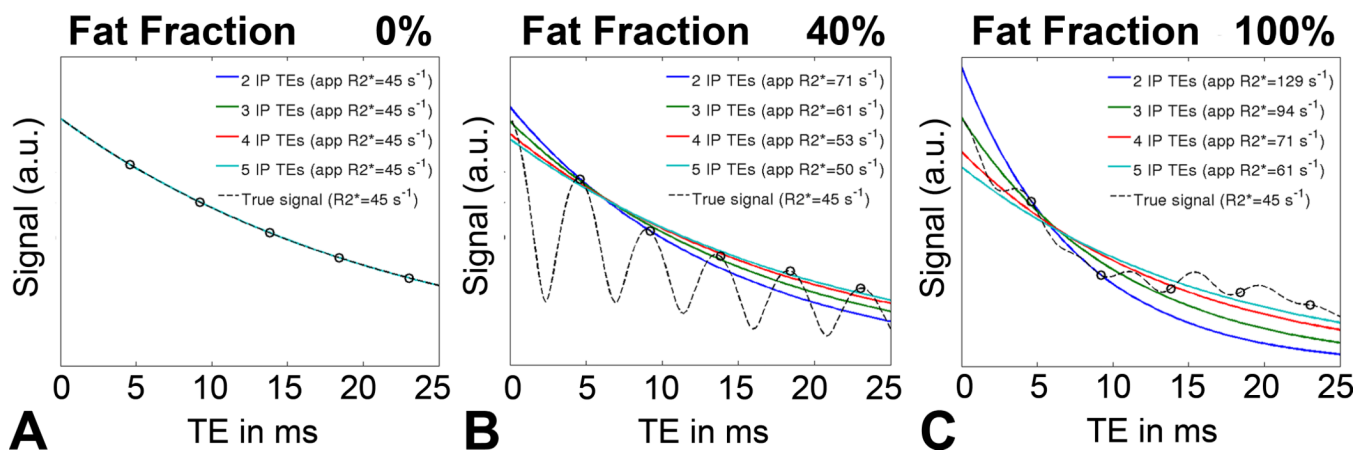 Fat Fraction 0%
2 IP TEs (app R2*=45 s⁻¹)
3 IP TEs (app R2*=45 s⁻¹)
4 IP TEs (app R2*=45 s⁻¹)
5 IP TEs (app R2*=45 s⁻¹)
True signal (R2*=45 s⁻¹)
Signal (a.u.)
0 5 10 15 20 25
TE in ms
A
Fat Fraction 40%
2 IP TEs (app R2*=71 s⁻¹)
3 IP TEs (app R2*=61 s⁻¹)
4 IP TEs (app R2*=53 s⁻¹)
5 IP TEs (app R2*=50 s⁻¹)
True signal (R2*=45 s⁻¹)
Signal (a.u.)
0 5 10 15 20 25
TE in ms
B
Fat Fraction 100%
2 IP TEs (app R2*=129 s⁻¹)
3 IP TEs (app R2*=94 s⁻¹)
4 IP TEs (app R2*=71 s⁻¹)
5 IP TEs (app R2*=61 s⁻¹)
True signal (R2*=45 s⁻¹)
Signal (a.u.)
0 5 10 15 20 25
TE in ms
C